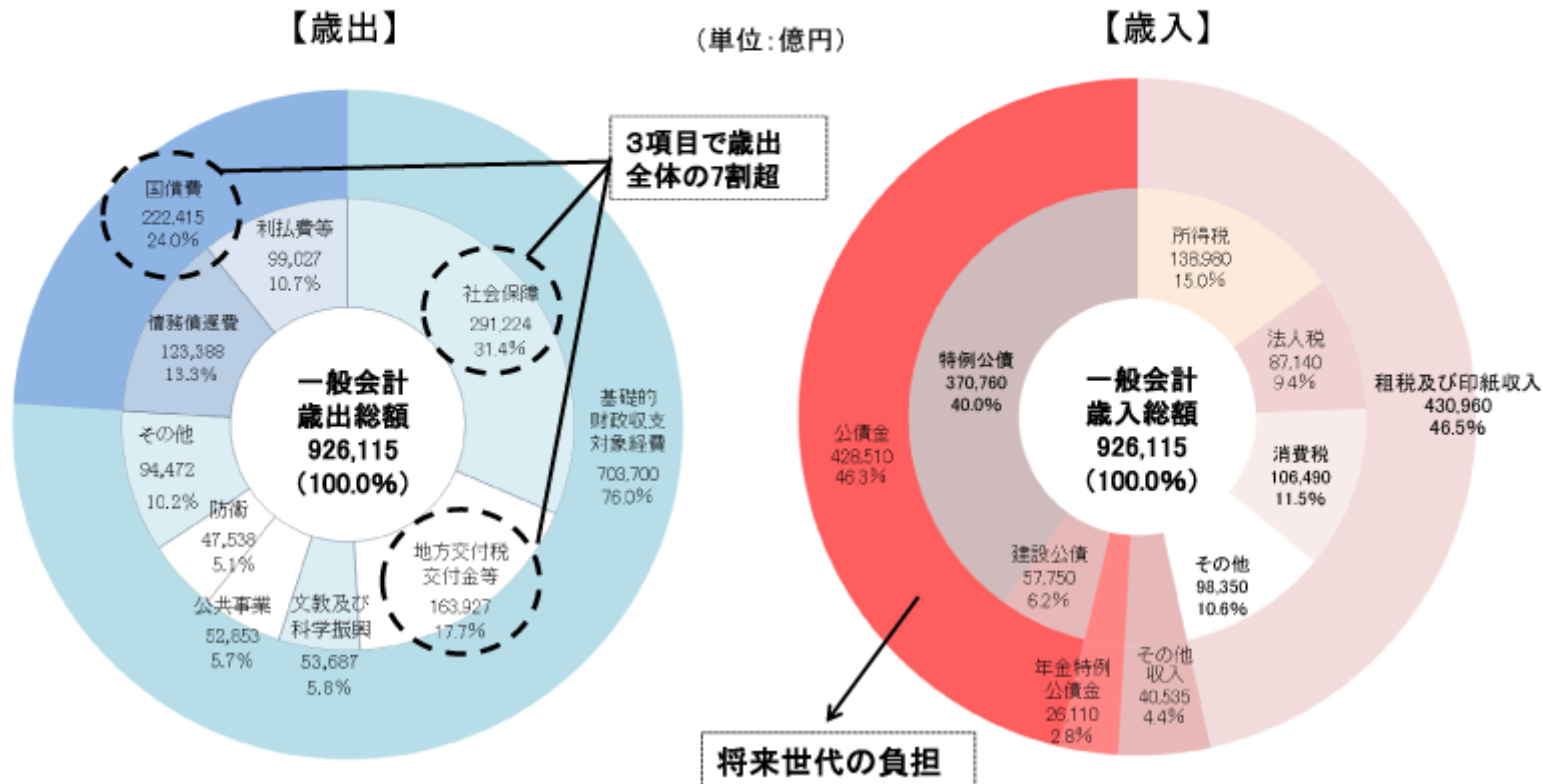 【歳出】
(単位:億円)
【歳入】
3項目で歳出
全体の7割超
国債費
222,415
24.0%
利払費等
99,027
10.7%
社会保障
291,224
31.4%
債務償還費
123,388
13.3%
一般会計
歳出総額
926,115
(100.0%)
基礎的
財政収支
対象経費
703,700
76.0%
その他
94,472
10.2%
防衛
47,538
5.1%
地方交付税
交付金等
163,927
17.7%
公共事業
52,853
5.7%
文教及び
科学振興
53,687
5.8%
所得税
138,980
15.0%
法人税
87,140
9.4%
特例公債
370,760
40.0%
一般会計
歳入総額
926,115
(100.0%)
租税及び印紙収入
430,960
46.5%
公債金
428,510
46.3%
消費税
106,490
11.5%
建設公債
57,750
6.2%
その他
98,350
10.6%
年金特例
公債金
26,110
2.8%
その他
収入
40,535
4.4%
将来世代の負担